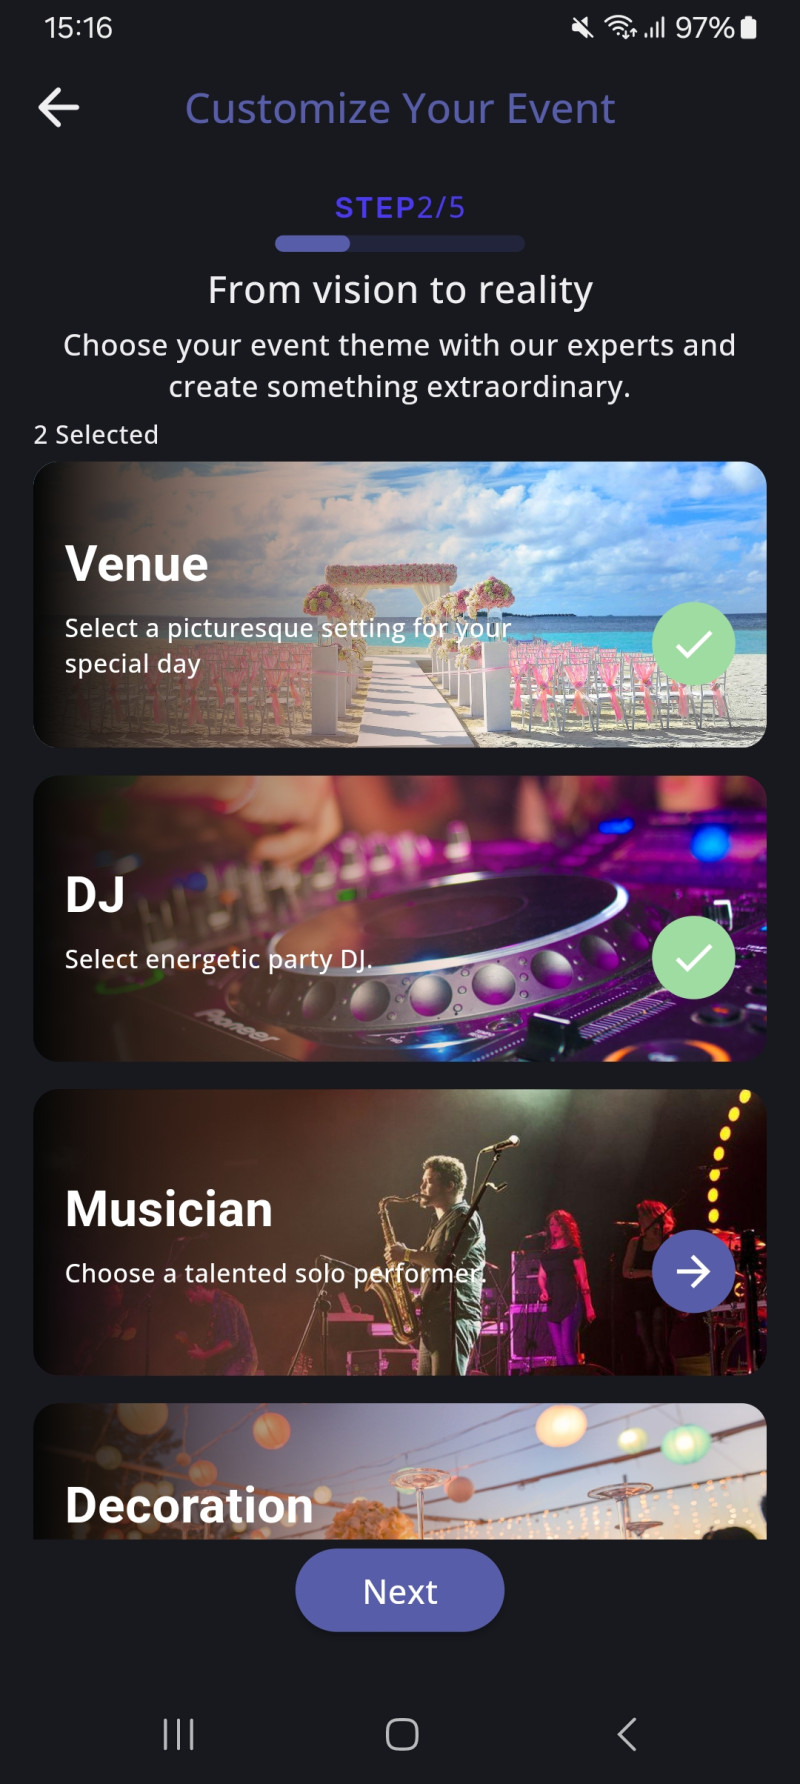 15:16
97%
Customize Your Event
STEP2/5
From vision to reality
Choose your event theme with our experts and
create something extraordinary.
2 Selected
Venue
Select a picturesque setting for your
special day
DJ
Select energetic party DJ.
Pioneer
Musician
Choose a talented solo performer.
Decoration
Next